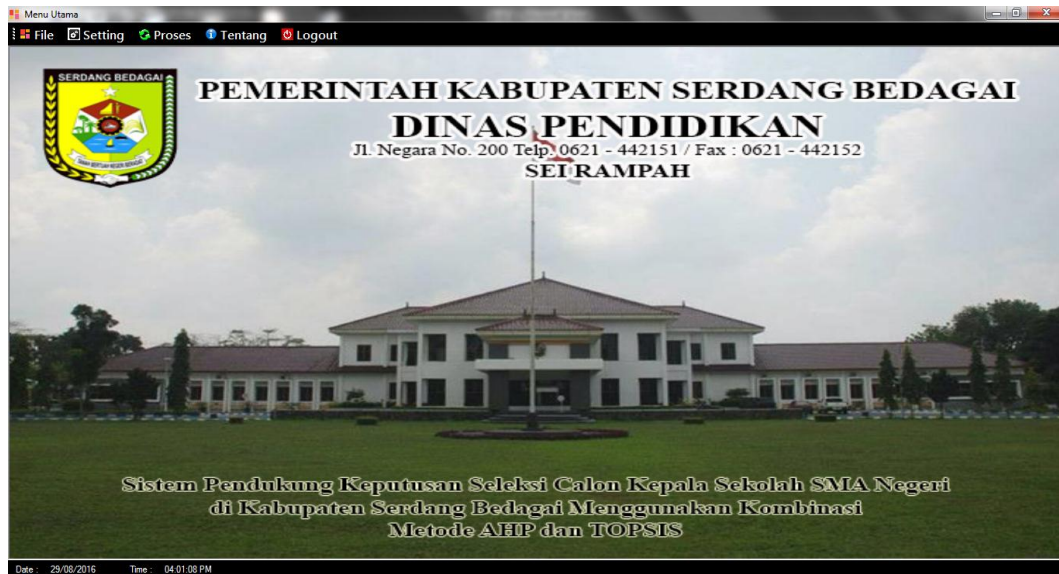 Menu Utama
File Setting Proses Tentang Logout
SERDANG BEDAGAI
PEMERINTAH KABUPATEN SERDANG BEDAGAI
DINAS PENDIDIKAN
Jl. Negara No. 200 Telp. 0621 - 442151 / Fax : 0621 - 442152
SEI RAMPAH
Sistem Pendukung Keputusan Seleksi Calon Kepala Sekolah SMA Negeri
di Kabupaten Serdang Bedagai Menggunakan Kombinasi
Metode AHP dan TOPSIS
Date : 29/08/2016 Time : 04:01:08 PM